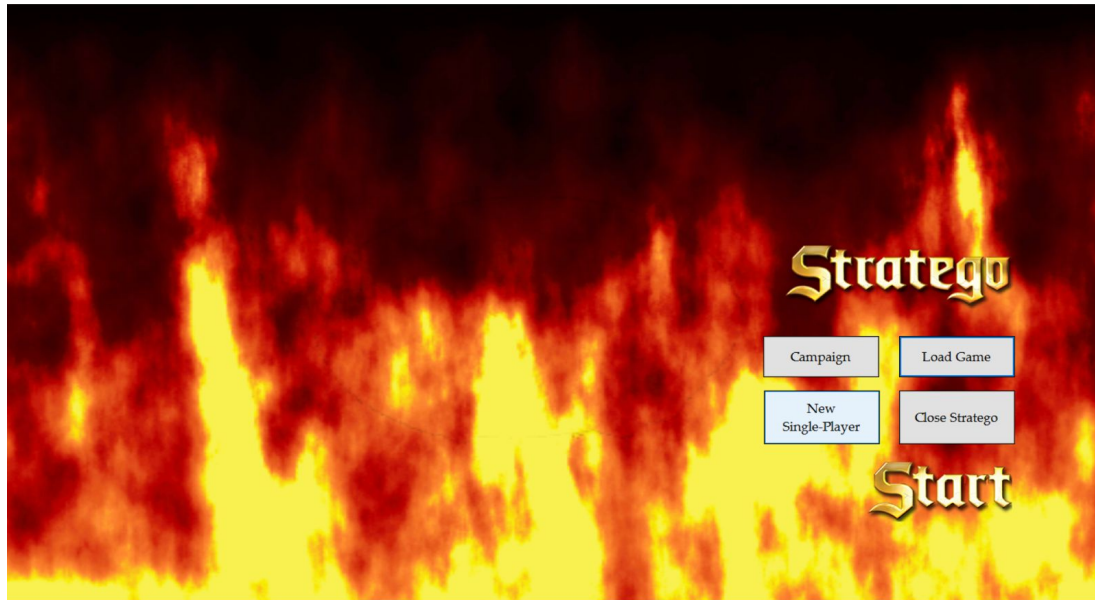 Stratego
Campaign
Load Game
New
Single-Player
Close Stratego
Start